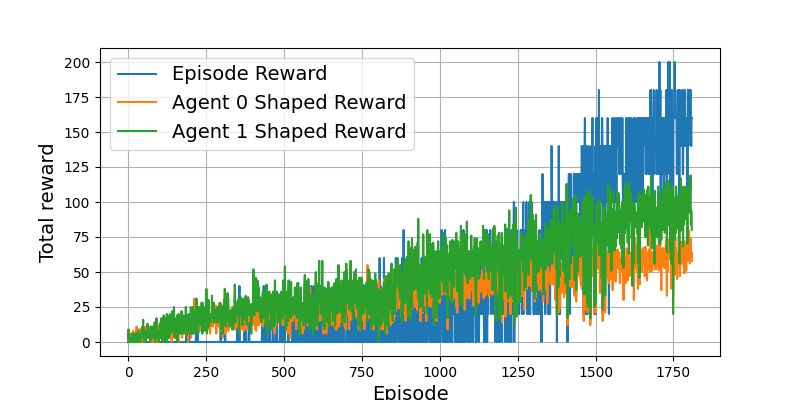 200
175
150
125
100
75
50
25
0
Total reward
Episode Reward
Agent 0 Shaped Reward
Agent 1 Shaped Reward
0 250 500 750 1000 1250 1500 1750
Episode